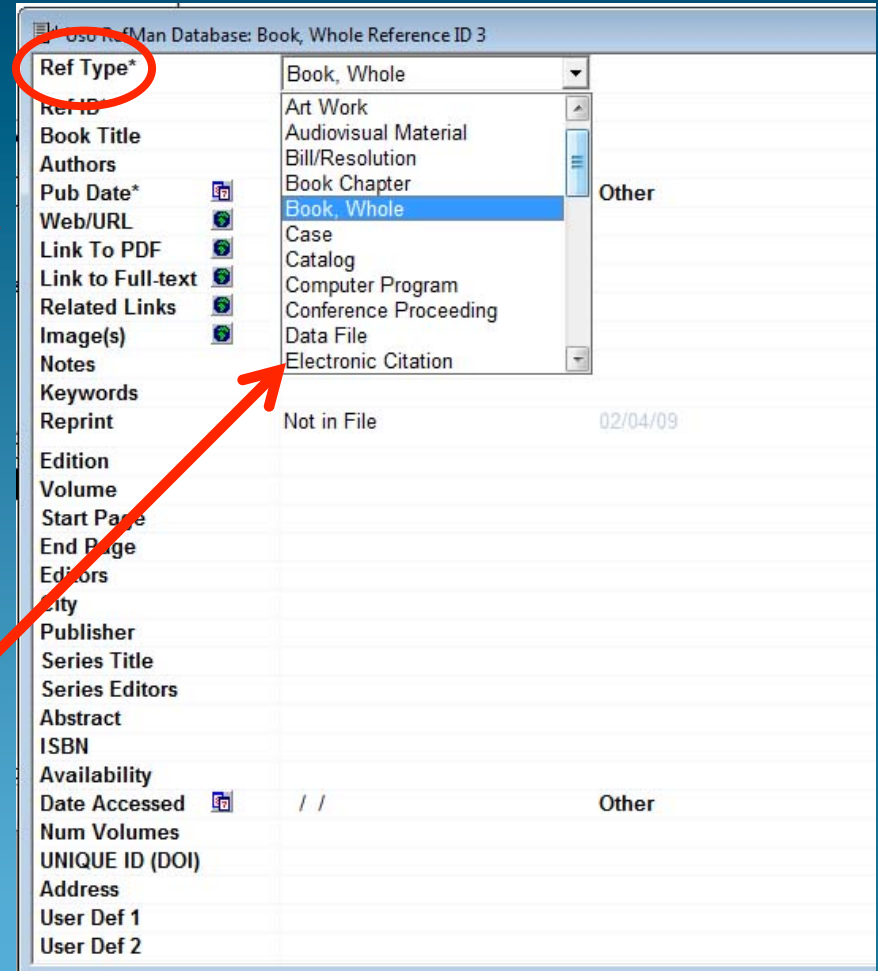 RefMan Database: Book, Whole Reference ID 3
Ref Type* Book, Whole
Ref ID Art Work
Book Title Audiovisual Material
Authors Bill/Resolution
Pub Date* Book Chapter Other
Web/URL Book, Whole
Link To PDF Case
Link to Full-text Catalog
Related Links Computer Program
Image(s) Conference Proceeding
Notes Data File
Keywords Electronic Citation
Reprint Not in File 02/04/09
Edition
Volume
Start Page
End Page
Editors
City
Publisher
Series Title
Series Editors
Abstract
ISBN
Availability
Date Accessed / / Other
Num Volumes
UNIQUE ID (DOI)
Address
User Def 1
User Def 2